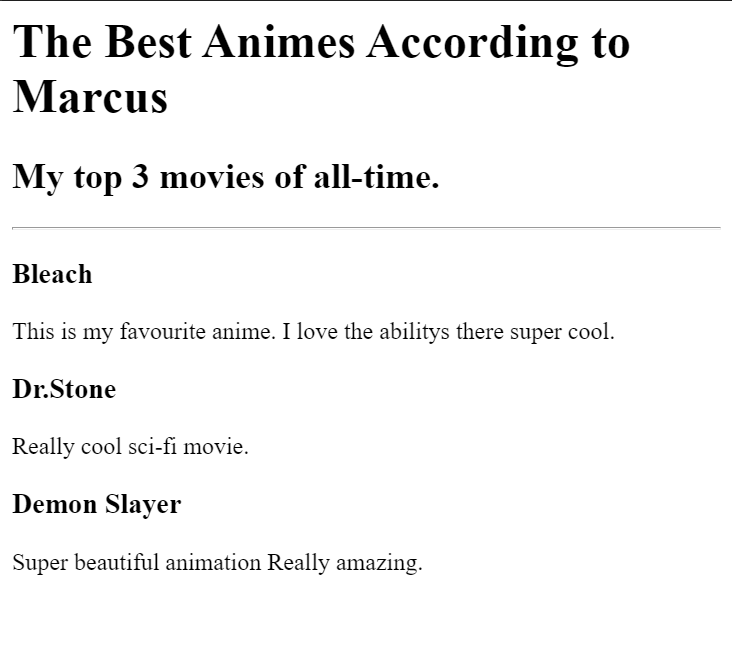 The Best Animes According to
Marcus
My top 3 movies of all-time.
Bleach
This is my favourite anime. I love the abilitys there super cool.
Dr.Stone
Really cool sci-fi movie.
Demon Slayer
Super beautiful animation Really amazing.